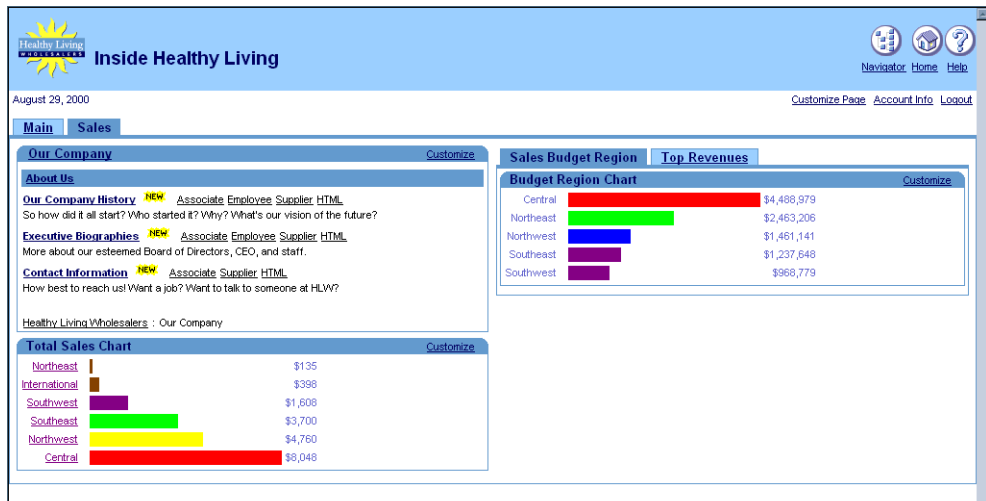 Healthy Living
WHOLESALERS
Inside Healthy Living
Navigator Home Help
August 29, 2000
Customize Page Account Info Logout
Main Sales
Our Company Customize
About Us
Our Company History NEW Associate Employee Supplier HTML
So how did it all start? Who started it? Why? What's our vision of the future?
Executive Biographies NEW Associate Employee Supplier HTML
More about our esteemed Board of Directors, CEO, and staff.
Contact Information NEW Associate Supplier HTML
How best to reach us! Want a job? Want to talk to someone at HLW?
Healthy Living Wholesalers : Our Company
Total Sales Chart Customize
Northeast $135
International $398
Southwest $1,608
Southeast $3,700
Northwest $4,760
Central $8,048
Sales Budget Region Top Revenues
Budget Region Chart Customize
Central $4,488,979
Northeast $2,463,206
Northwest $1,461,141
Southeast $1,237,648
Southwest $968,779